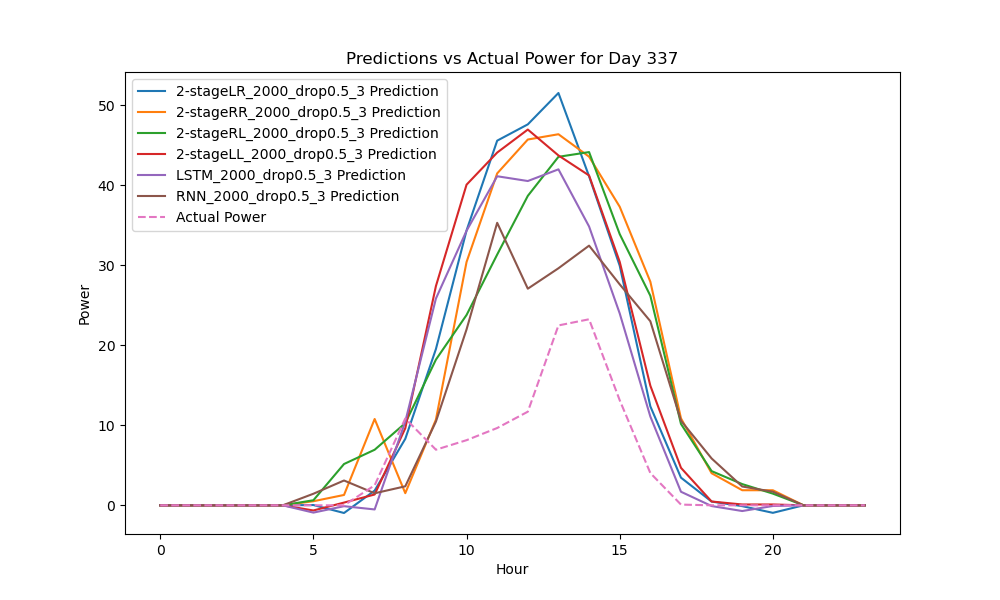 Predictions vs Actual Power for Day 337
2-stageLR_2000_drop0.5_3 Prediction
2-stageRR_2000_drop0.5_3 Prediction
2-stageRL_2000_drop0.5_3 Prediction
2-stageLL_2000_drop0.5_3 Prediction
LSTM_2000_drop0.5_3 Prediction
RNN_2000_drop0.5_3 Prediction
Actual Power
Power
50
40
30
20
10
0
0 5 10 15 20
Hour